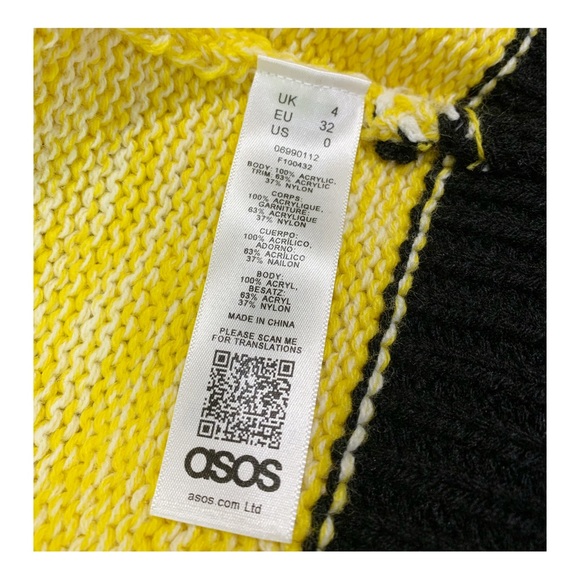 UK 4
EU 32
US 0
06990112
F100432
BODY: 100% ACRYLIC,
TRIM: 63% ACRYLIC
37% NYLON
CORPS:
100% ACRYLIQUE,
GARNITURE:
63% ACRYLIQUE
37% NYLON
CUERPO:
100% ACRÍLICO,
ADORNO:
63% ACRÍLICO
37% NAILON
BODY:
100% ACRYL,
BESATZ:
63% ACRYL
37% NYLON
MADE IN CHINA
PLEASE SCAN ME
FOR TRANSLATIONS
asos
asos.com Ltd